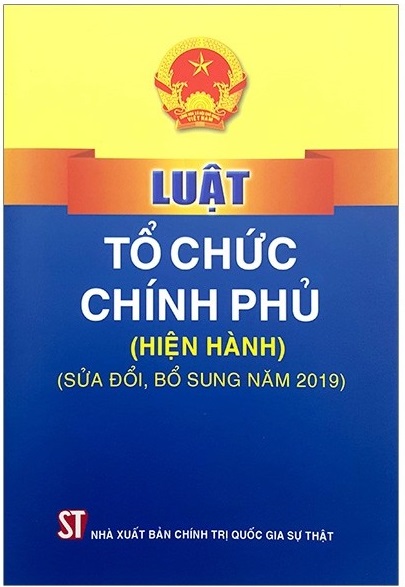 LUẬT
TỔ CHỨC
CHÍNH PHỦ
(HIỆN HÀNH)
(SỬA ĐỔI, BỔ SUNG NĂM 2019)
ST NHÀ XUẤT BẢN CHÍNH TRỊ QUỐC GIA SỰ THẬT